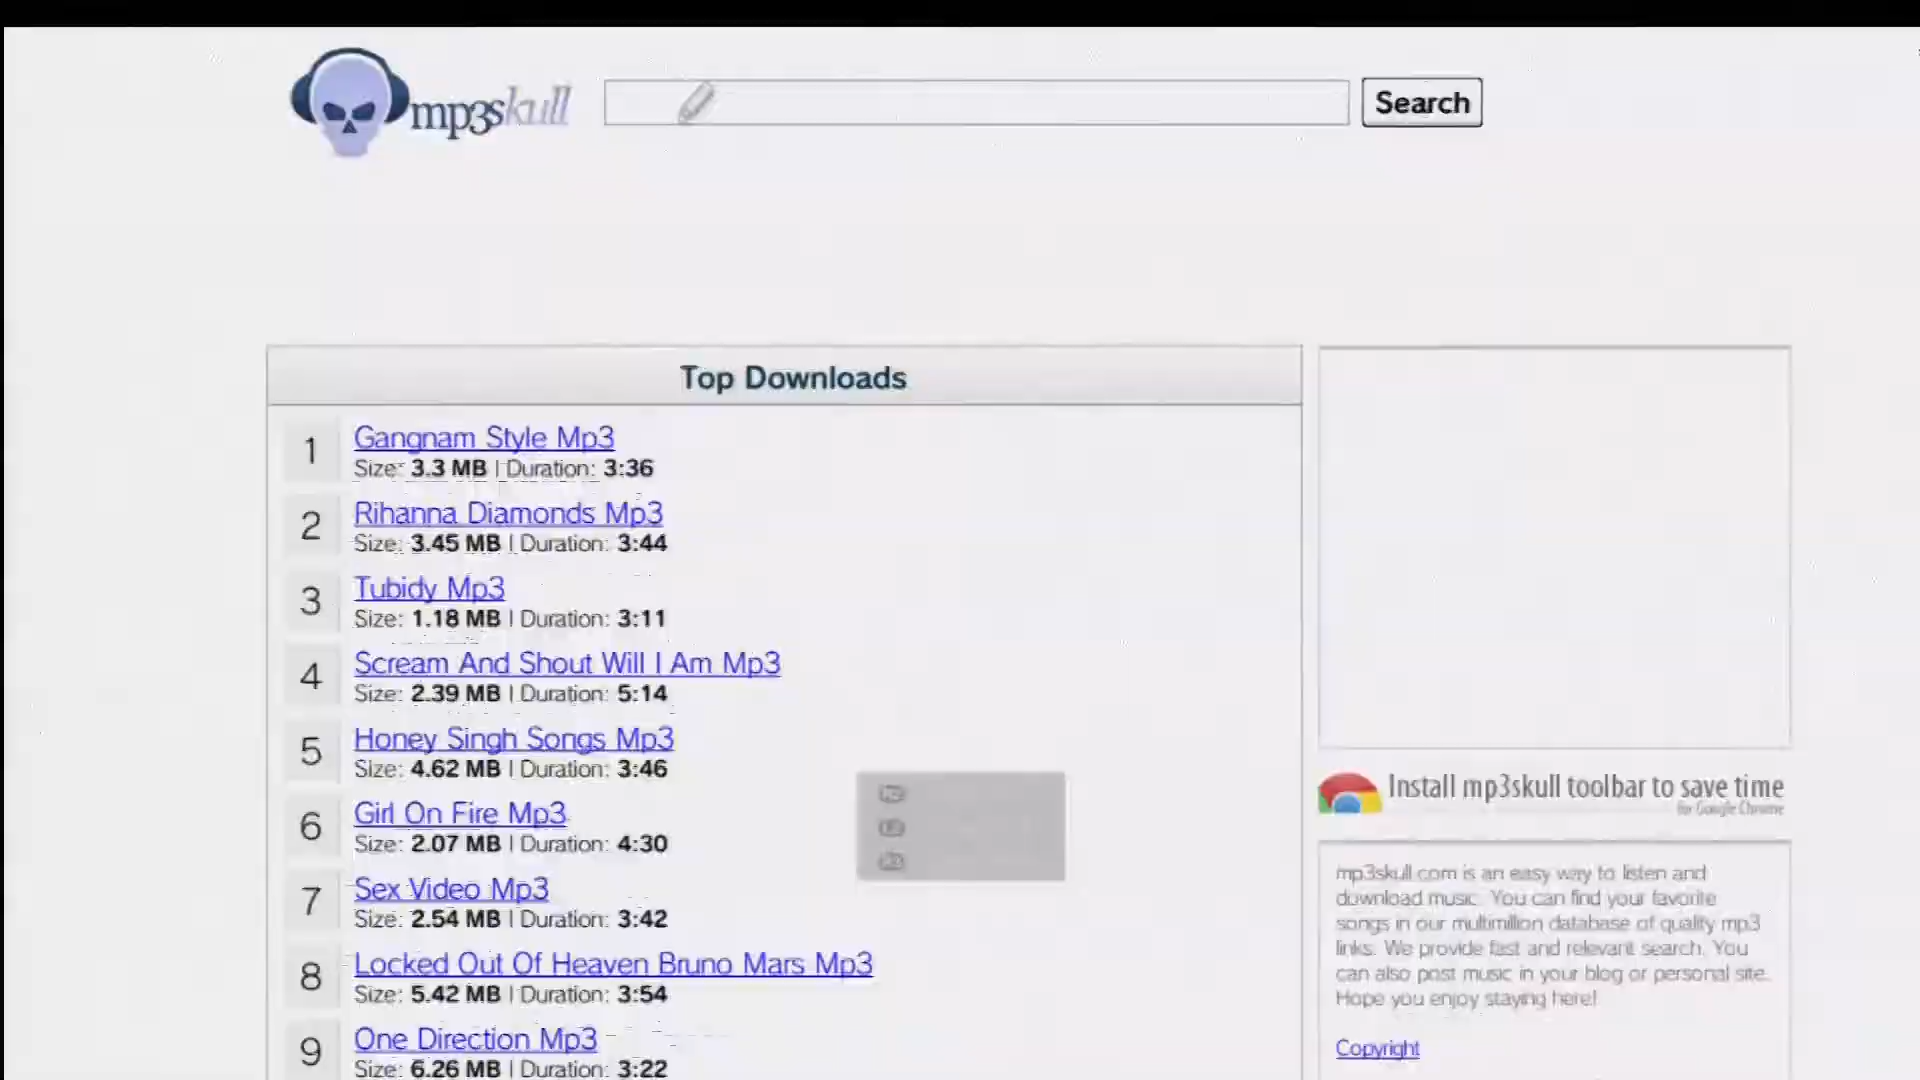 mp3skull
Search
Top Downloads
1
Gangnam Style Mp3
Size: 3.3 MB | Duration: 3:36
2
Rihanna Diamonds Mp3
Size: 3.45 MB | Duration: 3:44
3
Tubidy Mp3
Size: 1.18 MB | Duration: 3:11
4
Scream And Shout Will I Am Mp3
Size: 2.39 MB | Duration: 5:14
5
Honey Singh Songs Mp3
Size: 4.62 MB | Duration: 3:46
6
Girl On Fire Mp3
Size: 2.07 MB | Duration: 4:30
7
Sex Video Mp3
Size: 2.54 MB | Duration: 3:42
8
Locked Out Of Heaven Bruno Mars Mp3
Size: 5.42 MB | Duration: 3:54
9
One Direction Mp3
Size: 6.26 MB | Duration: 3:22
Install mp3skull toolbar to save time
for Google Chrome
mp3skull.com is an easy way to listen and
download music. You can find your favorite
songs in our multimillion database of quality mp3
links. We provide fast and relevant search. You
can also post music in your blog or personal site.
Hope you enjoy staying here!
Copyright